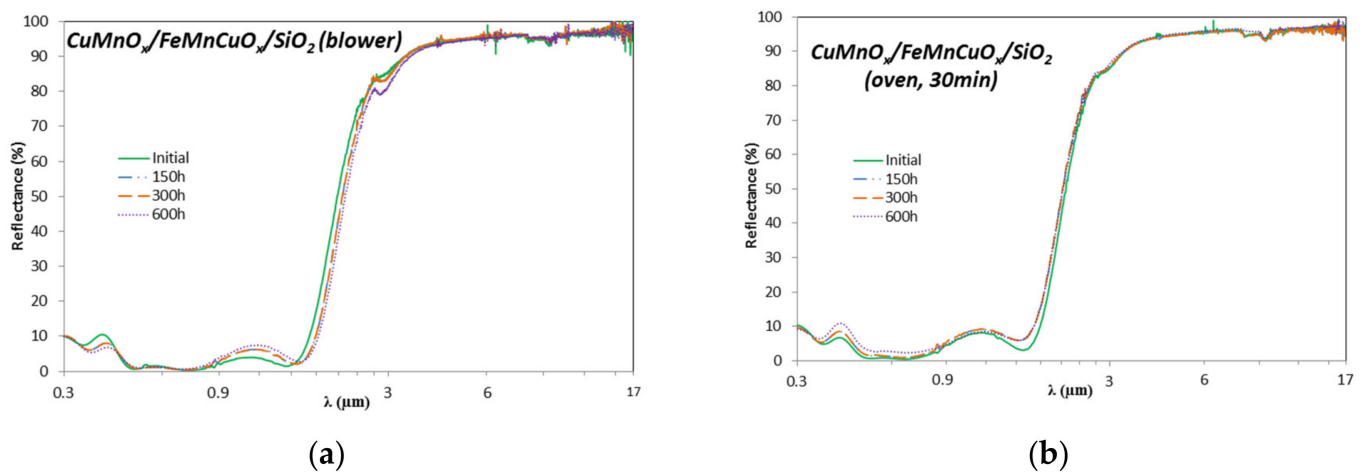 CuMnOₓ/FeMnCuOₓ/SiO₂ (blower)
100
90
80
70
60
50
40
30
20
10
0
Reflectance (%)
Initial
150h
300h
600h
0.3
0.9
3
6
17
λ (μm)
(a)
CuMnOₓ/FeMnCuOₓ/SiO₂
(oven, 30min)
100
90
80
70
60
50
40
30
20
10
0
Reflectance (%)
Initial
150h
300h
600h
0.3
0.9
3
6
17
λ (μm)
(b)